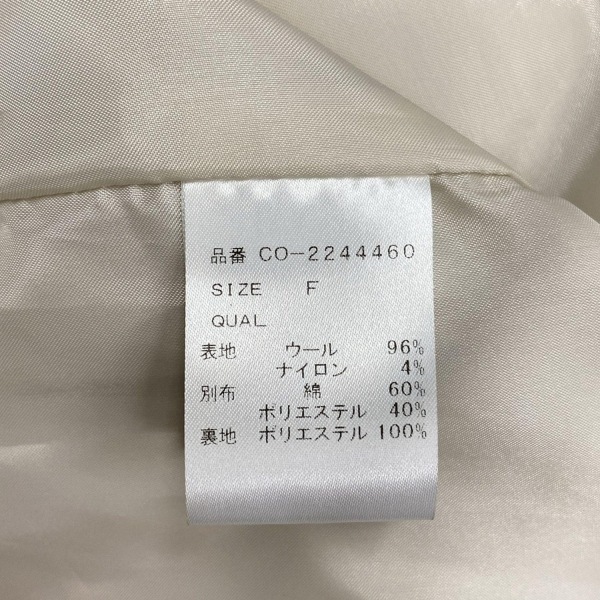 品番 CO-2244460
SIZE F
QUAL
表地 ウール 96%
ナイロン 4%
別布 綿 60%
ポリエステル 40%
裏地 ポリエステル 100%